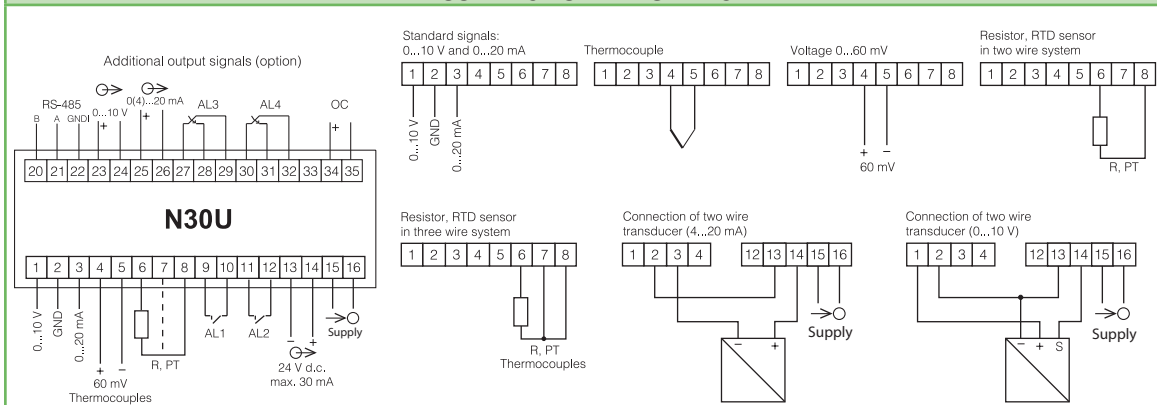 Additional output signals (option)
RS-485
B A GNDI
0...10 V
+
0(4)...20 mA
+
AL3
AL4
OC
+
20 21 22 23 24 25 26 27 28 29 30 31 32 33 34 35
N30U
1 2 3 4 5 6 7 8 9 10 11 12 13 14 15 16
0...10 V
GND
0...20 mA
+ −
60 mV
Thermocouples
R, PT
AL1
AL2
− +
24 V d.c.
max. 30 mA
Supply
Standard signals:
0...10 V and 0...20 mA
1 2 3 4 5 6 7 8
0...10 V
GND
0...20 mA
Thermocouple
1 2 3 4 5 6 7 8
Voltage 0...60 mV
1 2 3 4 5 6 7 8
+ −
60 mV
Resistor, RTD sensor
in two wire system
1 2 3 4 5 6 7 8
R, PT
Resistor, RTD sensor
in three wire system
1 2 3 4 5 6 7 8
R, PT
Thermocouples
Connection of two wire
transducer (4...20 mA)
1 2 3 4 12 13 14 15 16
Supply
− +
Connection of two wire
transducer (0...10 V)
1 2 3 4 12 13 14 15 16
Supply
− + S